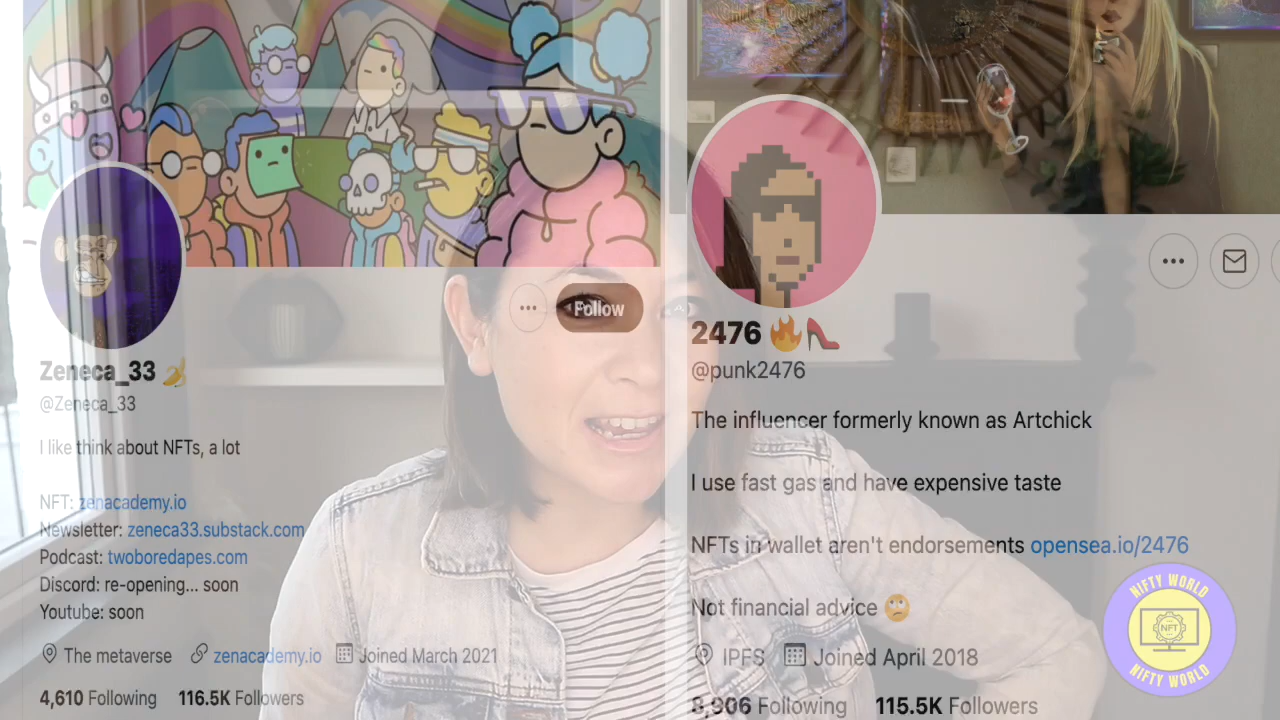 Follow
Zeneca_33
@Zeneca_33
I like think about NFTs, a lot
NFT: zenacademy.io
Newsletter: zeneca33.substack.com
Podcast: twoboredapes.com
Discord: re-opening... soon
Youtube: soon
The metaverse zenacademy.io Joined March 2021
4,610 Following 116.5K Followers
2476
@punk2476
The influencer formerly known as Artchick
I use fast gas and have expensive taste
NFTs in wallet aren't endorsements opensea.io/2476
Not financial advice
IPFS Joined April 2018
8,906 Following 115.5K Followers
NIFTY WORLD
NFT
NIFTY WORLD